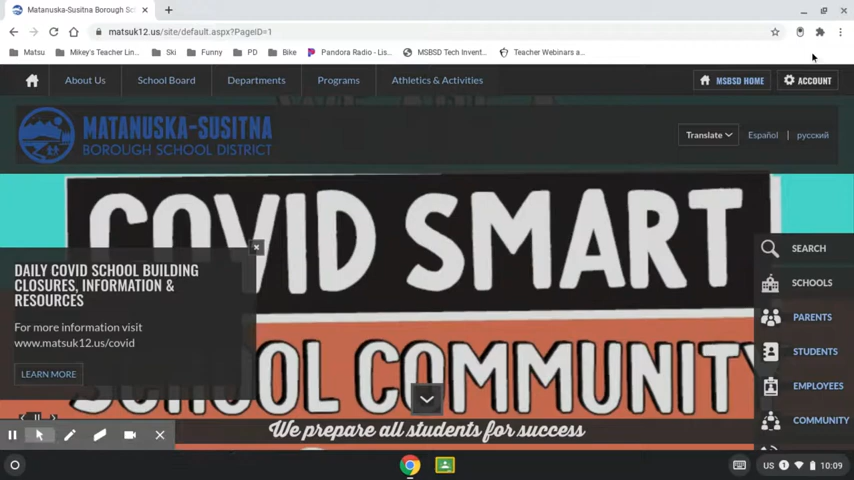 Matanuska-Susitna Borough Sch
matsuk12.us/site/default.aspx?PageID=1
Matsu
Mikey's Teacher Lin...
Ski
Funny
PD
Bike
Pandora Radio - Lis...
MSBSD Tech Invent...
Teacher Webinars a...
About Us
School Board
Departments
Programs
Athletics & Activities
MSBSD HOME
ACCOUNT
MATANUSKA-SUSITNA
BOROUGH SCHOOL DISTRICT
Translate
Español | русский
COVID SMART
SCHOOL COMMUNITY
We prepare all students for success
DAILY COVID SCHOOL BUILDING
CLOSURES, INFORMATION &
RESOURCES
For more information visit
www.matsuk12.us/covid
LEARN MORE
SEARCH
SCHOOLS
PARENTS
STUDENTS
EMPLOYEES
COMMUNITY
US 1 10:09